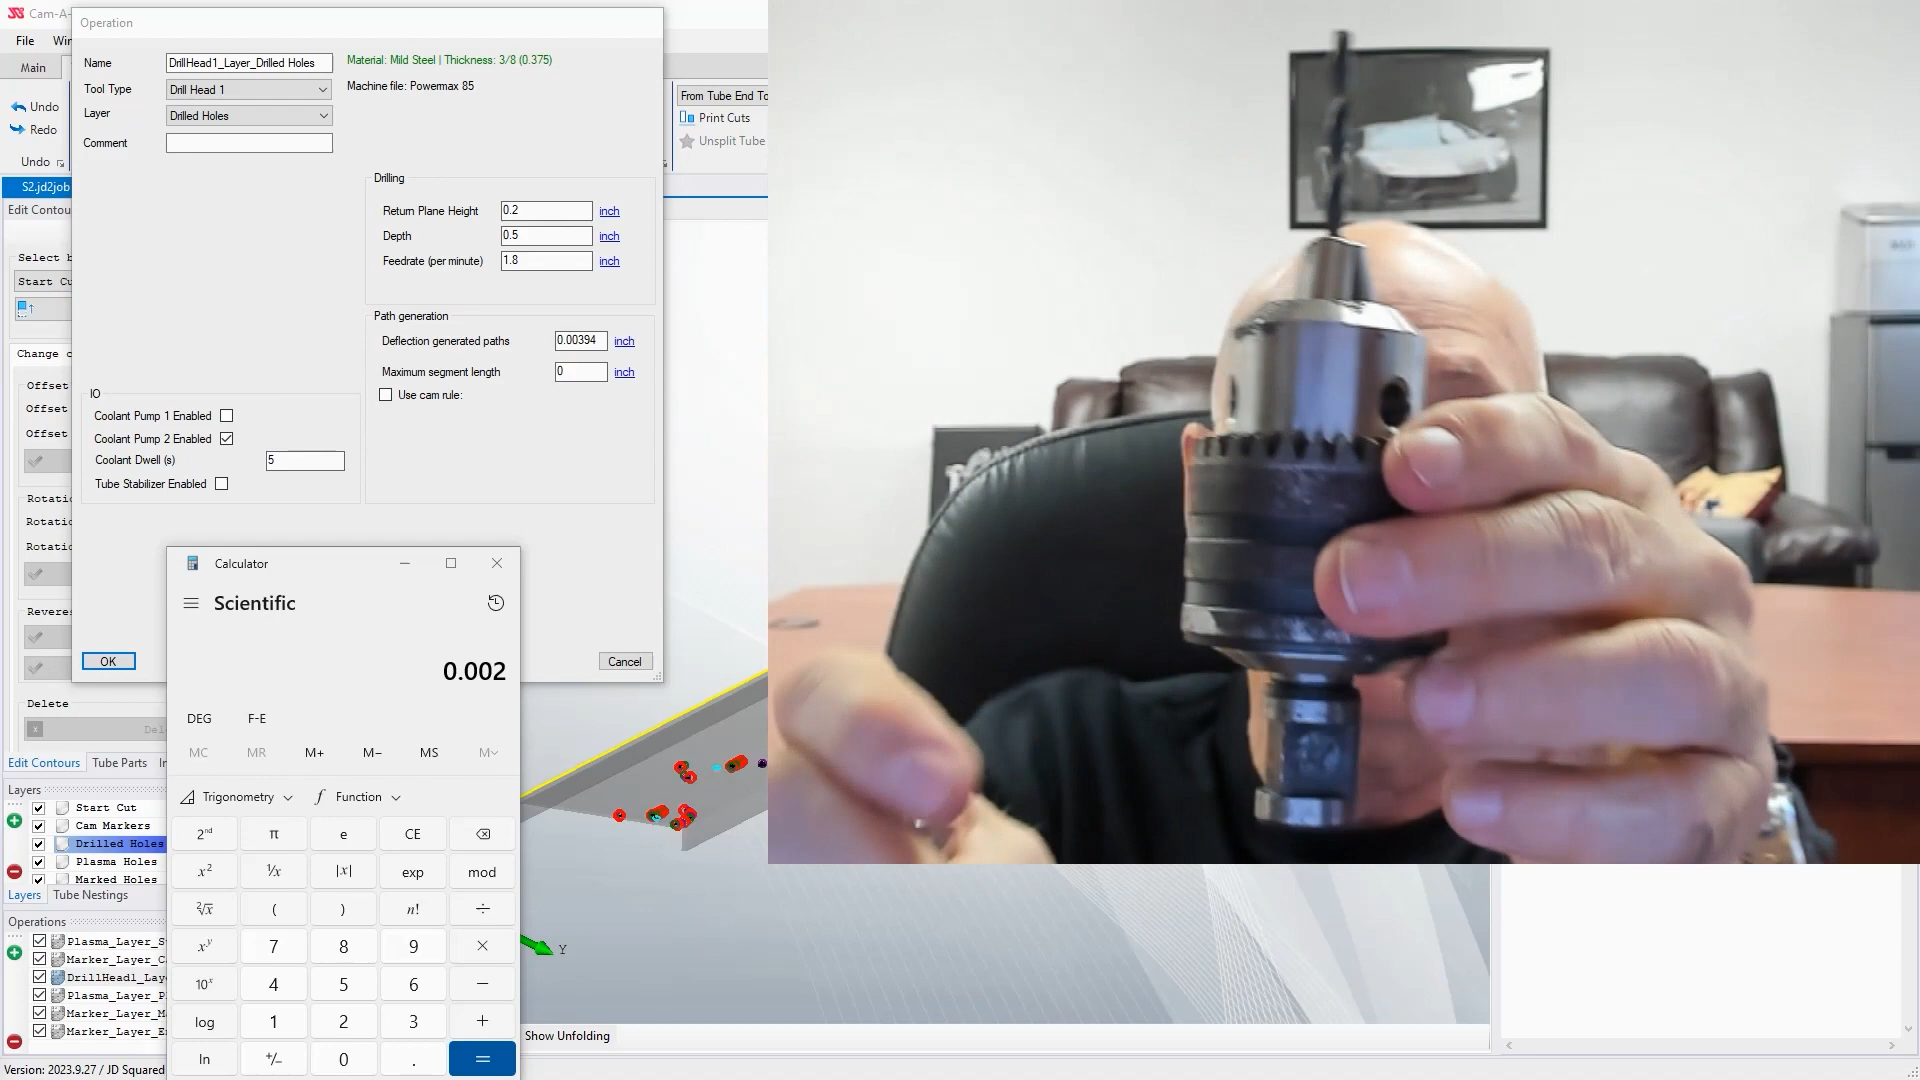 Cam-A-
Operation
File
Name DrillHead1_Layer_Drilled Holes
Material: Mild Steel | Thickness: 3/8 (0.375)
Main
Tool Type Drill Head 1
Machine file: Powermax 85
From Tube End To
Undo
Layer Drilled Holes
Print Cuts
Redo
Comment
Unsplit Tube
Undo
S2.jd2job
Drilling
Edit Contou
Return Plane Height 0.2 inch
Depth 0.5 inch
Feedrate (per minute) 1.8 inch
Select b
Start Cu
Path generation
Deflection generated paths 0.00394 inch
Maximum segment length 0 inch
Use cam rule:
Change c
Offset
Offset
Offset
IO
Coolant Pump 1 Enabled
Coolant Pump 2 Enabled
Coolant Dwell (s) 5
Tube Stabilizer Enabled
Rotatio
Rotatio
Rotatio
Reveres
OK
Cancel
Delete
Del
Calculator
Scientific
0.002
DEG F-E
MC MR M+ M− MS M
Trigonometry f Function
2nd π e CE
x2 1/x |x| exp mod
2√x ( ) n! ÷
xy 7 8 9 ×
10x 4 5 6 −
log 1 2 3 +
ln +/− 0 . =
Edit Contours Tube Parts In
Layers
Start Cut
Cam Markers
Drilled Holes
Plasma Holes
Marked Holes
Layers Tube Nestings
Operations
Plasma_Layer_S
Marker_Layer_C
DrillHead1_Lay
Plasma_Layer_P
Marker_Layer_M
Marker_Layer_E
Y
Show Unfolding
Version: 2023.9.27 / JD Squared